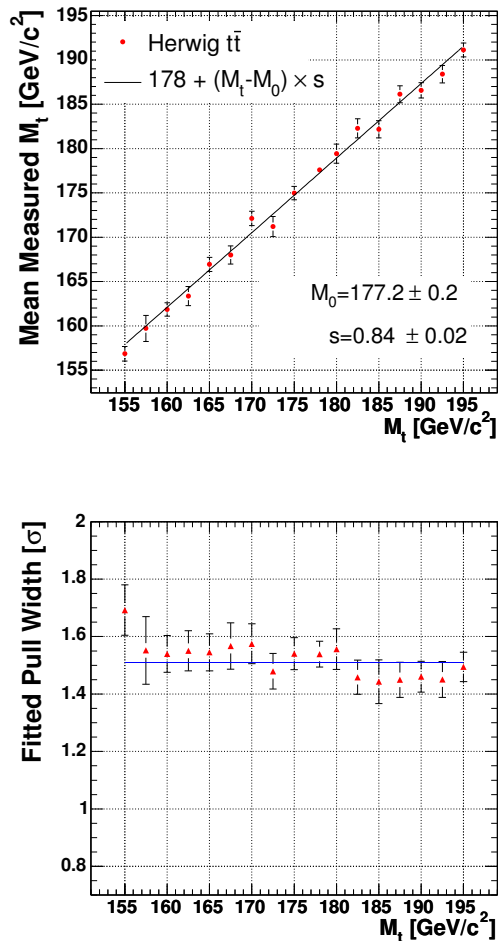 Mean Measured Mₜ [GeV/c²]
195
190
185
180
175
170
165
160
155
Herwig tt̄
178 + (Mₜ-M₀) × s
M₀=177.2 ± 0.2
s=0.84 ± 0.02
155 160 165 170 175 180 185 190 195
Mₜ [GeV/c²]
Fitted Pull Width [σ]
2
1.8
1.6
1.4
1.2
1
0.8
155 160 165 170 175 180 185 190 195
Mₜ [GeV/c²]